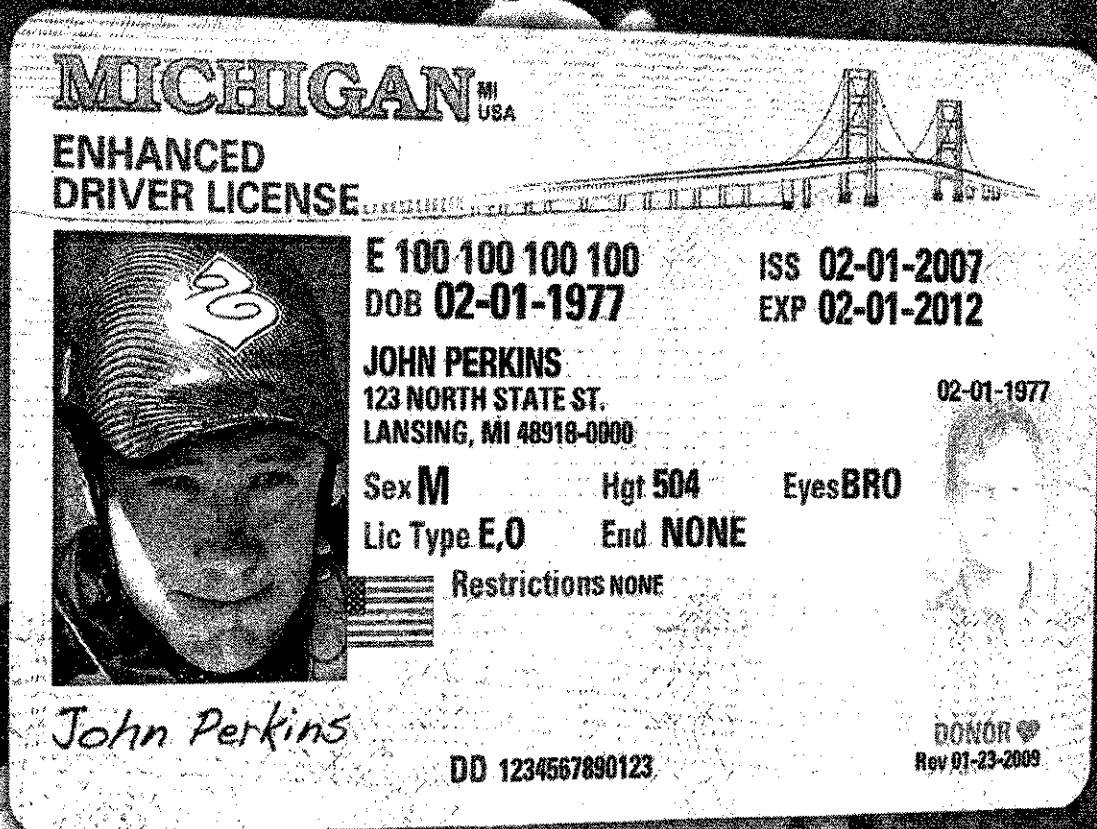 MICHIGAN MI USA
ENHANCED
DRIVER LICENSE
E 100 100 100 100
DOB 02-01-1977
ISS 02-01-2007
EXP 02-01-2012
JOHN PERKINS
123 NORTH STATE ST.
LANSING, MI 48918-0000
02-01-1977
Sex M Hgt 504 Eyes BRO
Lic Type E,O End NONE
Restrictions NONE
John Perkins
DD 1234567890123
DONOR
Rev 01-23-2009